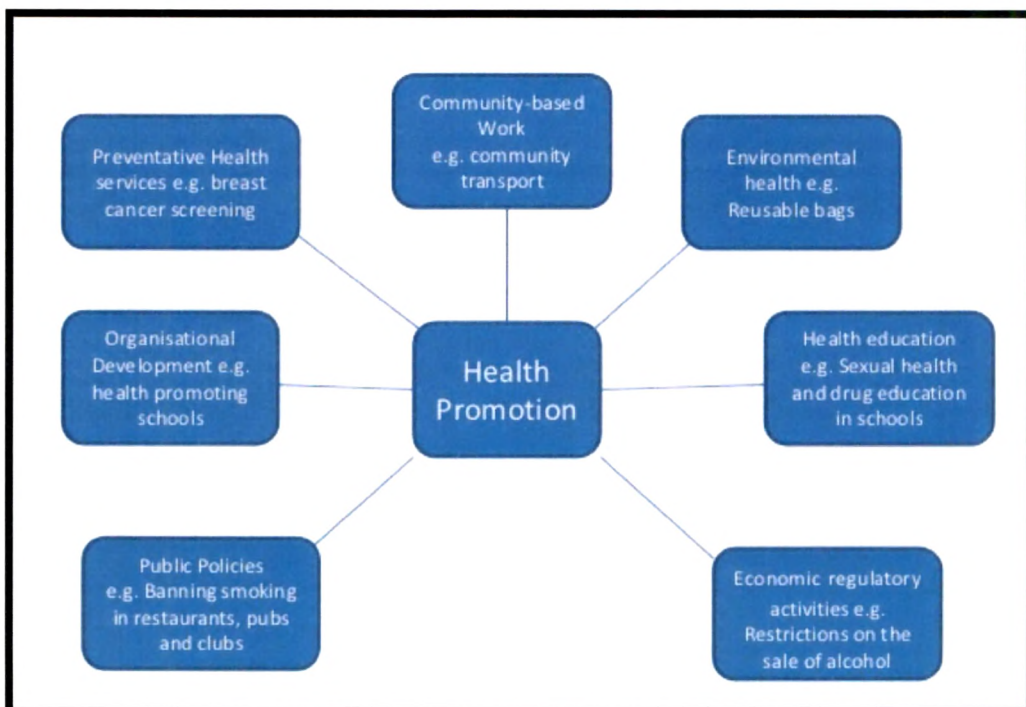 Community-based
Work
e.g. community
transport
Preventative Health
services e.g. breast
cancer screening
Environmental
health e.g.
Reusable bags
Organisational
Development e.g.
health promoting
schools
Health
Promotion
Health education
e.g. Sexual health
and drug education
in schools
Public Policies
e.g. Banning smoking
in restaurants, pubs
and clubs
Economic regulatory
activities e.g.
Restrictions on the
sale of alcohol